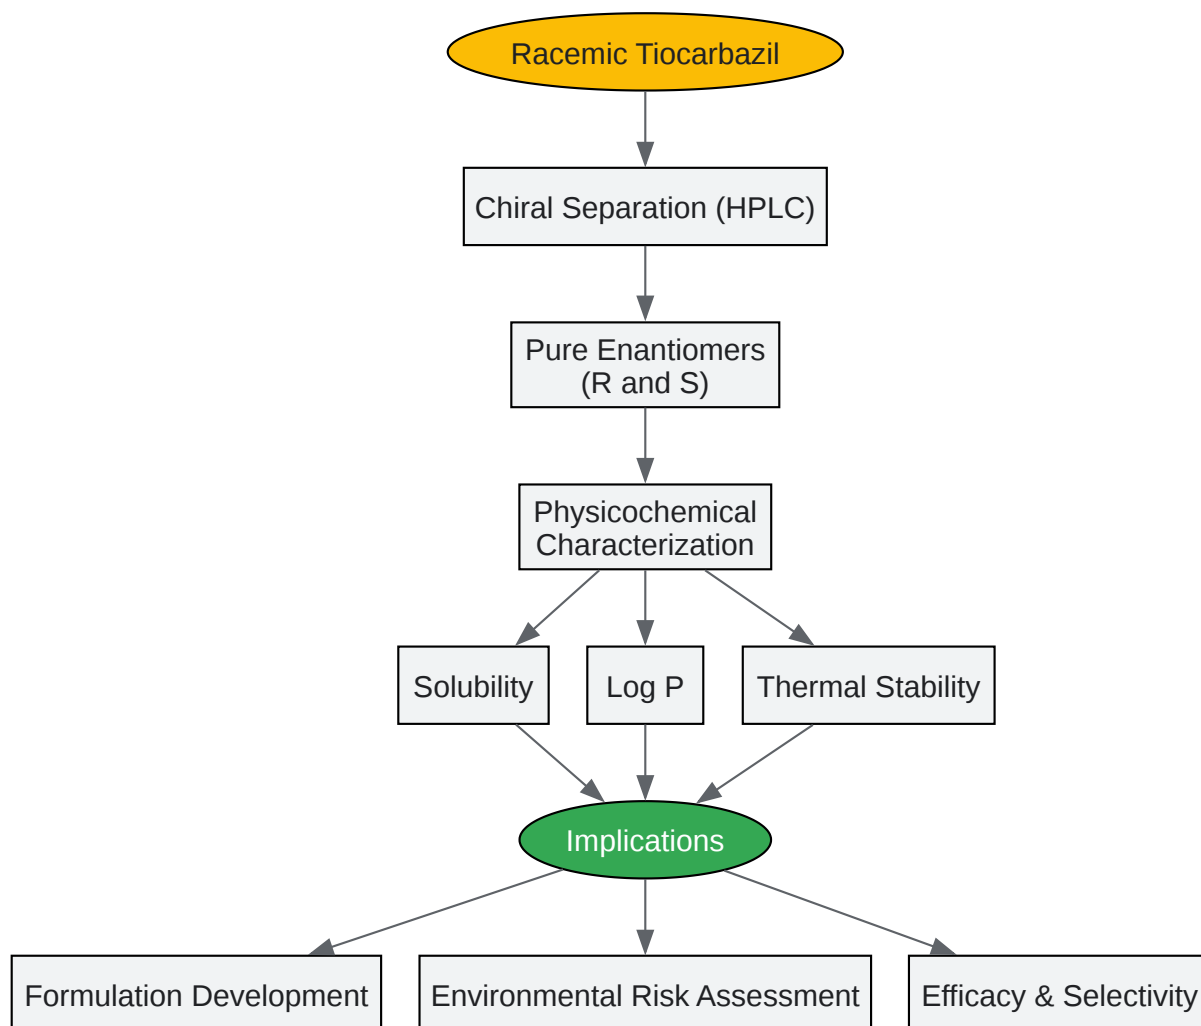 Racemic Tiocarbazil
Chiral Separation (HPLC)
Pure Enantiomers
(R and S)
Physicochemical
Characterization
Solubility
Log P
Thermal Stability
Implications
Formulation Development
Environmental Risk Assessment
Efficacy & Selectivity